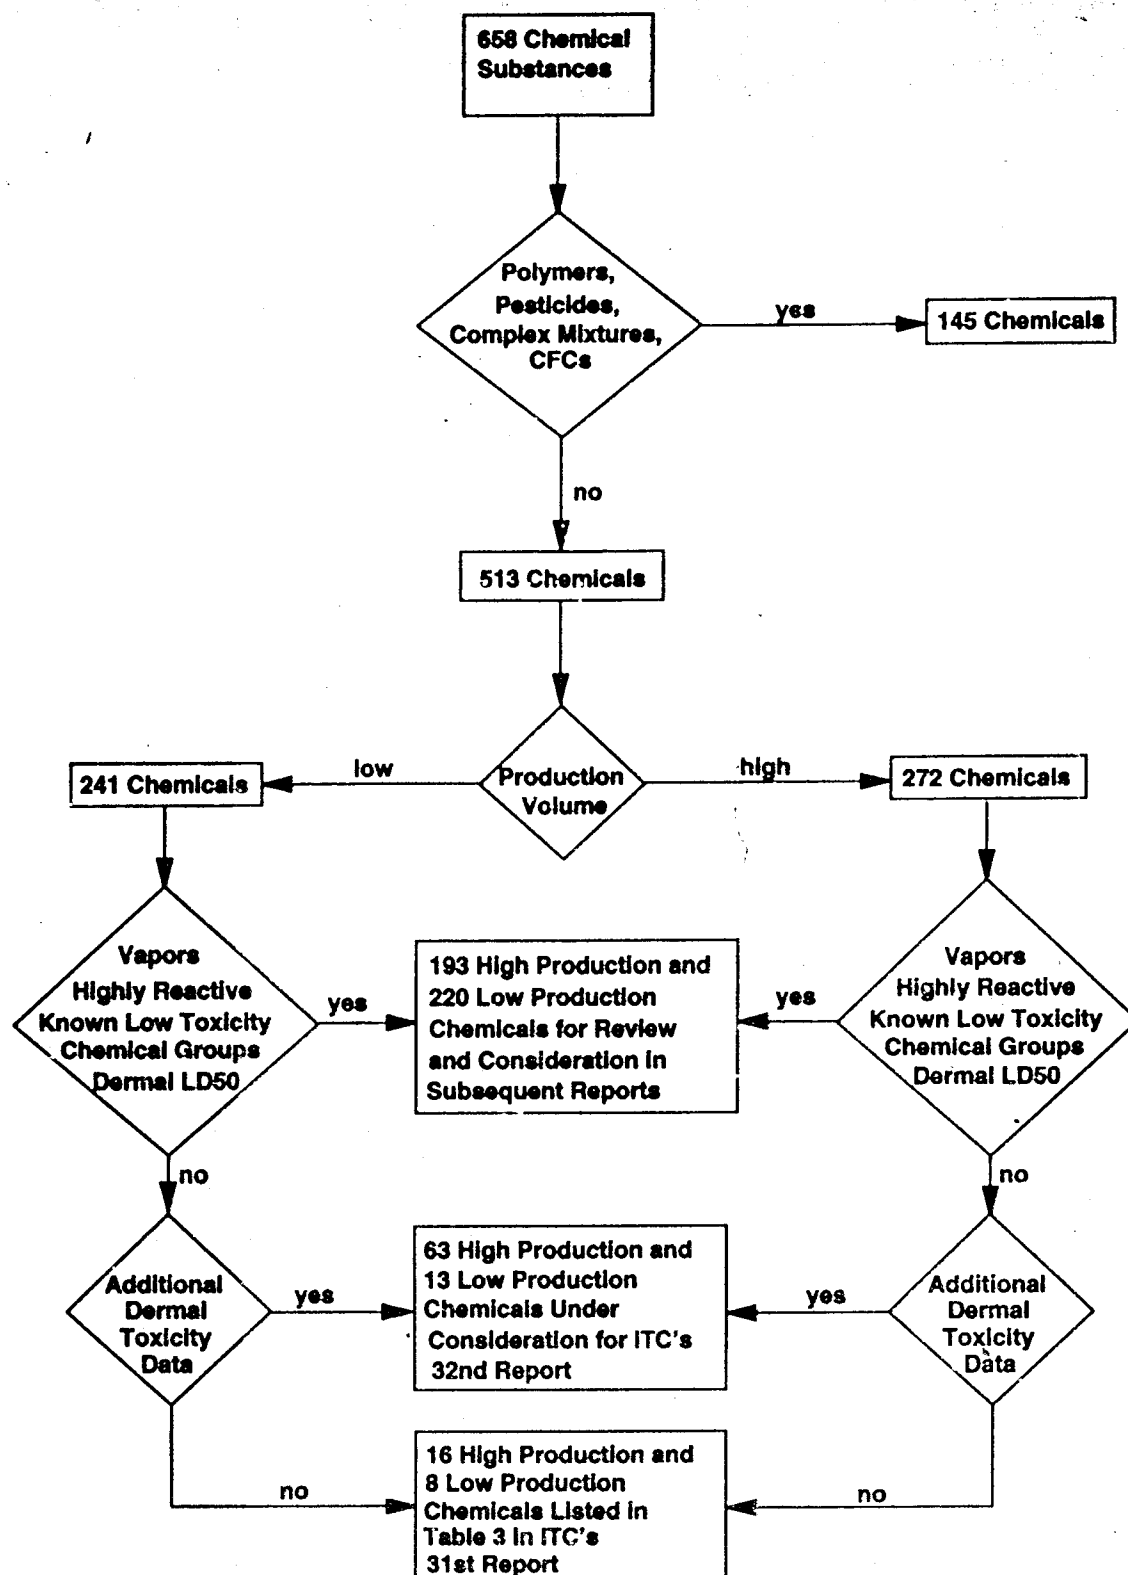 658 Chemical
Substances
Polymers,
Pesticides,
Complex Mixtures,
CFCs
yes
145 Chemicals
no
513 Chemicals
Production
Volume
low
high
241 Chemicals
272 Chemicals
Vapors
Highly Reactive
Known Low Toxicity
Chemical Groups
Dermal LD50
yes
193 High Production and
220 Low Production
Chemicals for Review
and Consideration in
Subsequent Reports
yes
Vapors
Highly Reactive
Known Low Toxicity
Chemical Groups
Dermal LD50
no
no
Additional
Dermal
Toxicity
Data
yes
63 High Production and
13 Low Production
Chemicals Under
Consideration for ITC's
32nd Report
yes
Additional
Dermal
Toxicity
Data
no
16 High Production and
8 Low Production
Chemicals Listed in
Table 3 in ITC's
31st Report
no